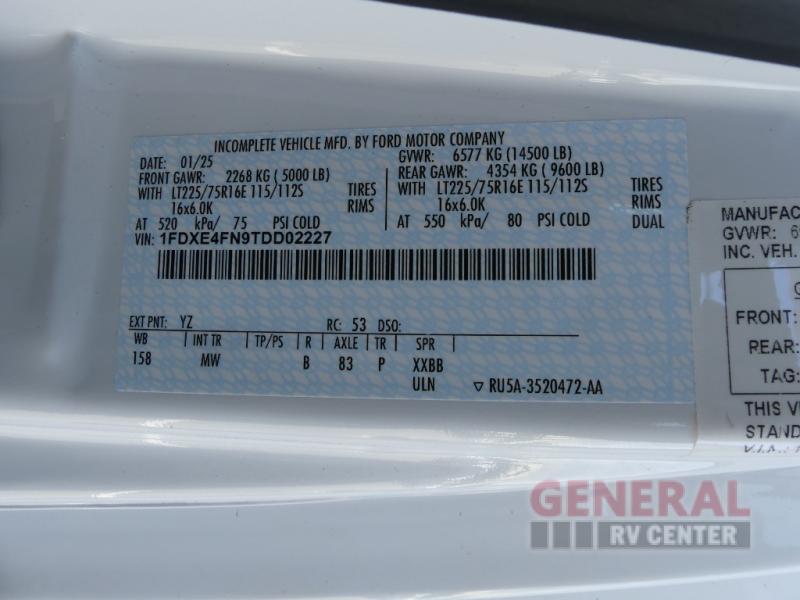 INCOMPLETE VEHICLE MFD. BY FORD MOTOR COMPANY
DATE: 01/25 GVWR: 6577 KG (14500 LB)
FRONT GAWR: 2268 KG ( 5000 LB) REAR GAWR: 4354 KG ( 9600 LB)
WITH LT225/75R16E 115/112S TIRES WITH LT225/75R16E 115/112S TIRES
16x6.0K RIMS 16x6.0K RIMS
AT 520 kPa/ 75 PSI COLD AT 550 kPa/ 80 PSI COLD DUAL
VIN: 1FDXE4FN9TDD02227
EXT PNT: YZ RC: 53 DSO:
WB INT TR TP/PS R AXLE TR SPR
158 MW B 83 P XXBB
ULN ▽ RU5A-3520472-AA
MANUFAC
GVWR: 6
INC. VEH.
FRONT:
REAR:
TAG:
THIS V
STAND
V.I.N.:
GENERAL
RV CENTER